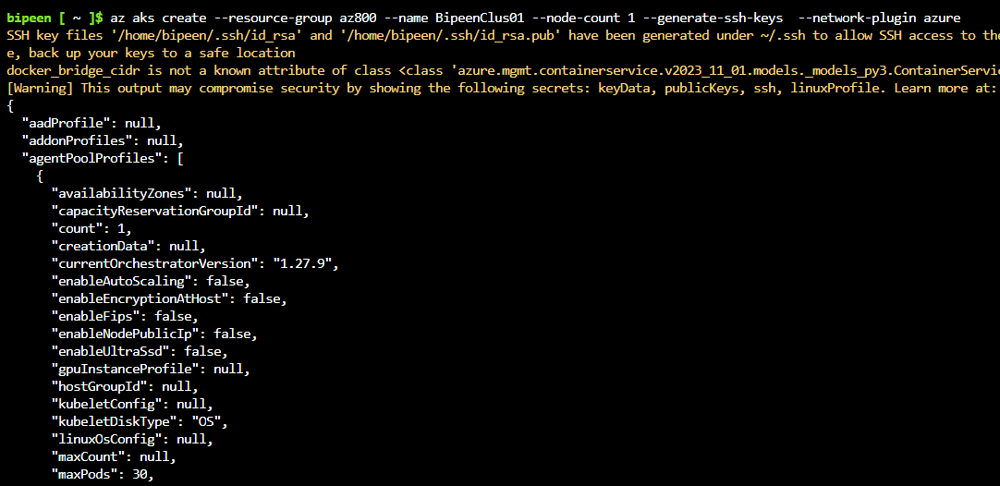 bipeen [ ~ ]$ az aks create --resource-group az800 --name BipeenClus01 --node-count 1 --generate-ssh-keys  --network-plugin azure
SSH key files '/home/bipeen/.ssh/id_rsa' and '/home/bipeen/.ssh/id_rsa.pub' have been generated under ~/.ssh to allow SSH access to the
e, back up your keys to a safe location
docker_bridge_cidr is not a known attribute of class <class 'azure.mgmt.containerservice.v2023_11_01.models._models_py3.ContainerServic
[Warning] This output may compromise security by showing the following secrets: keyData, publicKeys, ssh, linuxProfile. Learn more at:
{
  "aadProfile": null,
  "addonProfiles": null,
  "agentPoolProfiles": [
    {
      "availabilityZones": null,
      "capacityReservationGroupId": null,
      "count": 1,
      "creationData": null,
      "currentOrchestratorVersion": "1.27.9",
      "enableAutoScaling": false,
      "enableEncryptionAtHost": false,
      "enableFips": false,
      "enableNodePublicIp": false,
      "enableUltraSsd": false,
      "gpuInstanceProfile": null,
      "hostGroupId": null,
      "kubeletConfig": null,
      "kubeletDiskType": "OS",
      "linuxOsConfig": null,
      "maxCount": null,
      "maxPods": 30,